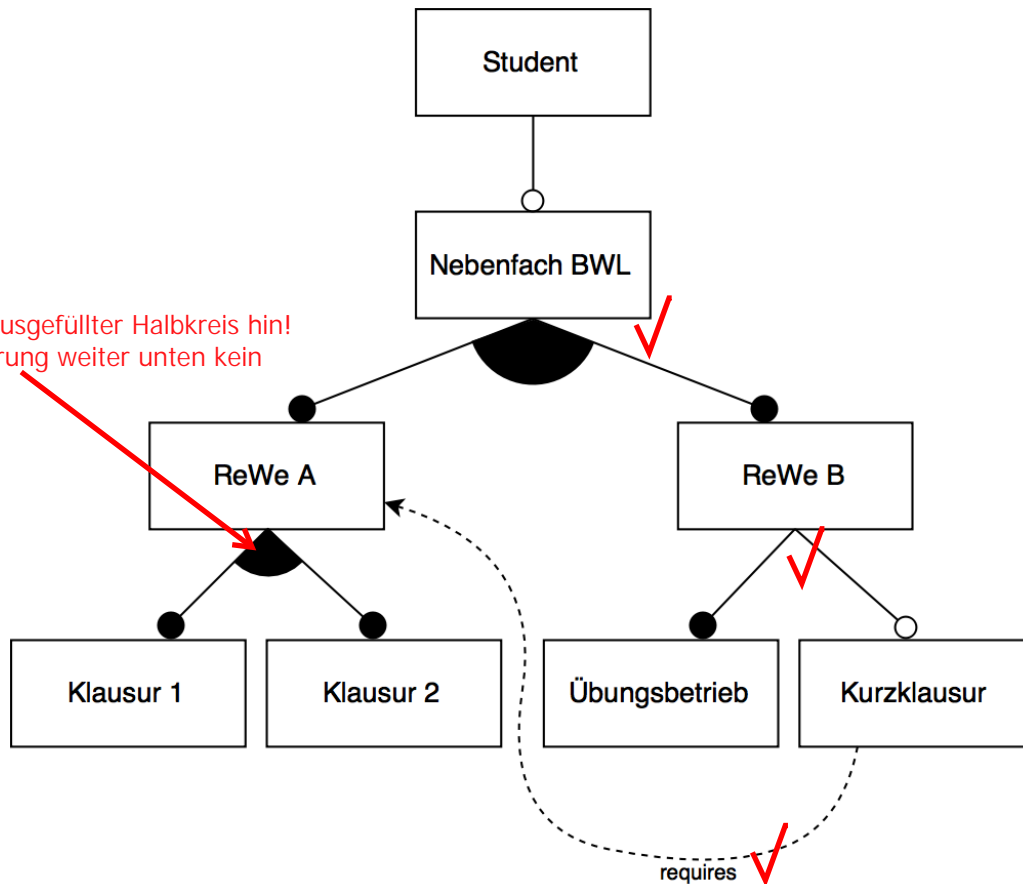 Student
Nebenfach BWL
usgefüllter Halbkreis hin!
rung weiter unten kein
ReWe A
ReWe B
Klausur 1
Klausur 2
Übungsbetrieb
Kurzklausur
requires